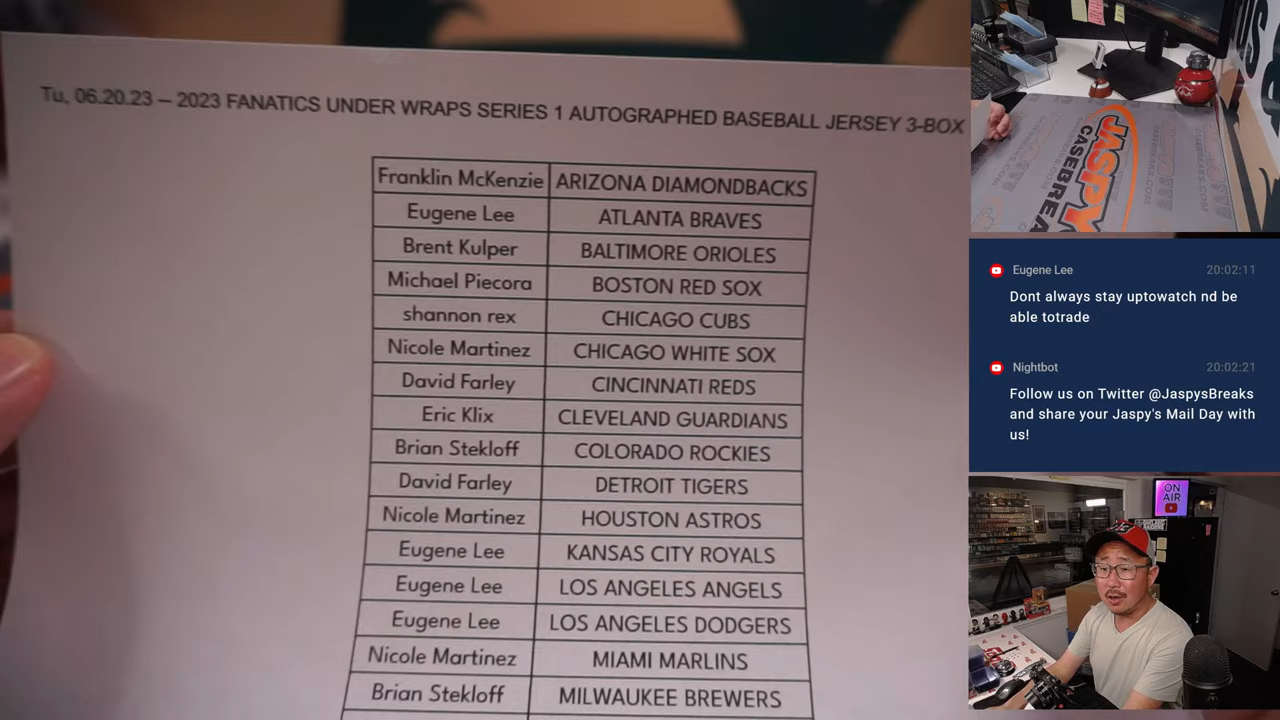 Tu, 06.20.23 – 2023 FANATICS UNDER WRAPS SERIES 1 AUTOGRAPHED BASEBALL JERSEY 3-BOX
Franklin McKenzie ARIZONA DIAMONDBACKS
Eugene Lee ATLANTA BRAVES
Brent Kulper BALTIMORE ORIOLES
Michael Piecora BOSTON RED SOX
shannon rex CHICAGO CUBS
Nicole Martinez CHICAGO WHITE SOX
David Farley CINCINNATI REDS
Eric Klix CLEVELAND GUARDIANS
Brian Stekloff COLORADO ROCKIES
David Farley DETROIT TIGERS
Nicole Martinez HOUSTON ASTROS
Eugene Lee KANSAS CITY ROYALS
Eugene Lee LOS ANGELES ANGELS
Eugene Lee LOS ANGELES DODGERS
Nicole Martinez MIAMI MARLINS
Brian Stekloff MILWAUKEE BREWERS
JASPY
CASEBREA
Eugene Lee 20:02:11
Dont always stay uptowatch nd be
able totrade
Nightbot 20:02:21
Follow us on Twitter @JaspysBreaks
and share your Jaspy's Mail Day with
us!
ON
AIR